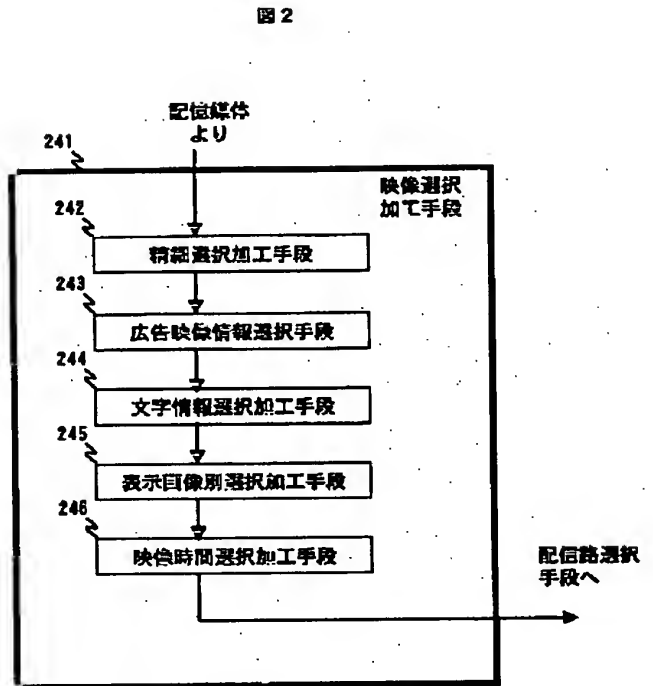 図2
記憶媒体
より
241
映像選択
加工手段
242
精細選択加工手段
243
広告映像情報選択手段
244
文字情報選択加工手段
245
表示画像別選択加工手段
246
映像時間選択加工手段
配信路選択
手段へ